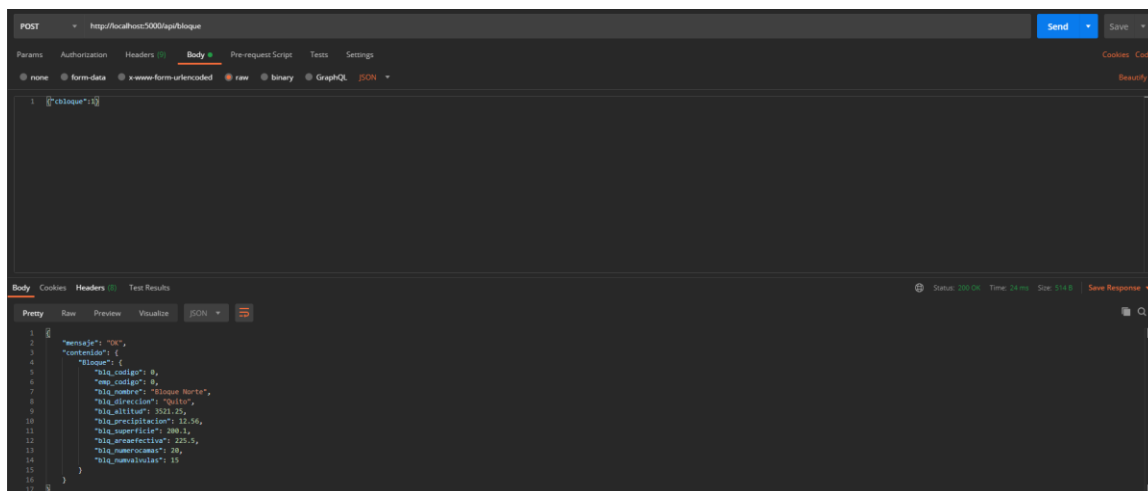 POST http://localhost:5000/api/bloque Send Save
Params Authorization Headers (9) Body Pre-request Script Tests Settings Cookies Cod
none form-data x-www-form-urlencoded raw binary GraphQL JSON Beautify
1 {"cbloque":1}
Body Cookies Headers (8) Test Results Status: 200 OK Time: 24 ms Size: 514 B Save Response
Pretty Raw Preview Visualize JSON
1 {
2 "mensaje": "OK",
3 "contenido": {
4 "Bloque": {
5 "blq_codigo": 0,
6 "emp_codigo": 0,
7 "blq_nombre": "Bloque Norte",
8 "blq_direccion": "Quito",
9 "blq_altitud": 3521.25,
10 "blq_precipitacion": 12.56,
11 "blq_superficie": 200.1,
12 "blq_areaefectiva": 225.5,
13 "blq_numerocamas": 20,
14 "blq_numvalvulas": 15
15 }
16 }
17 }